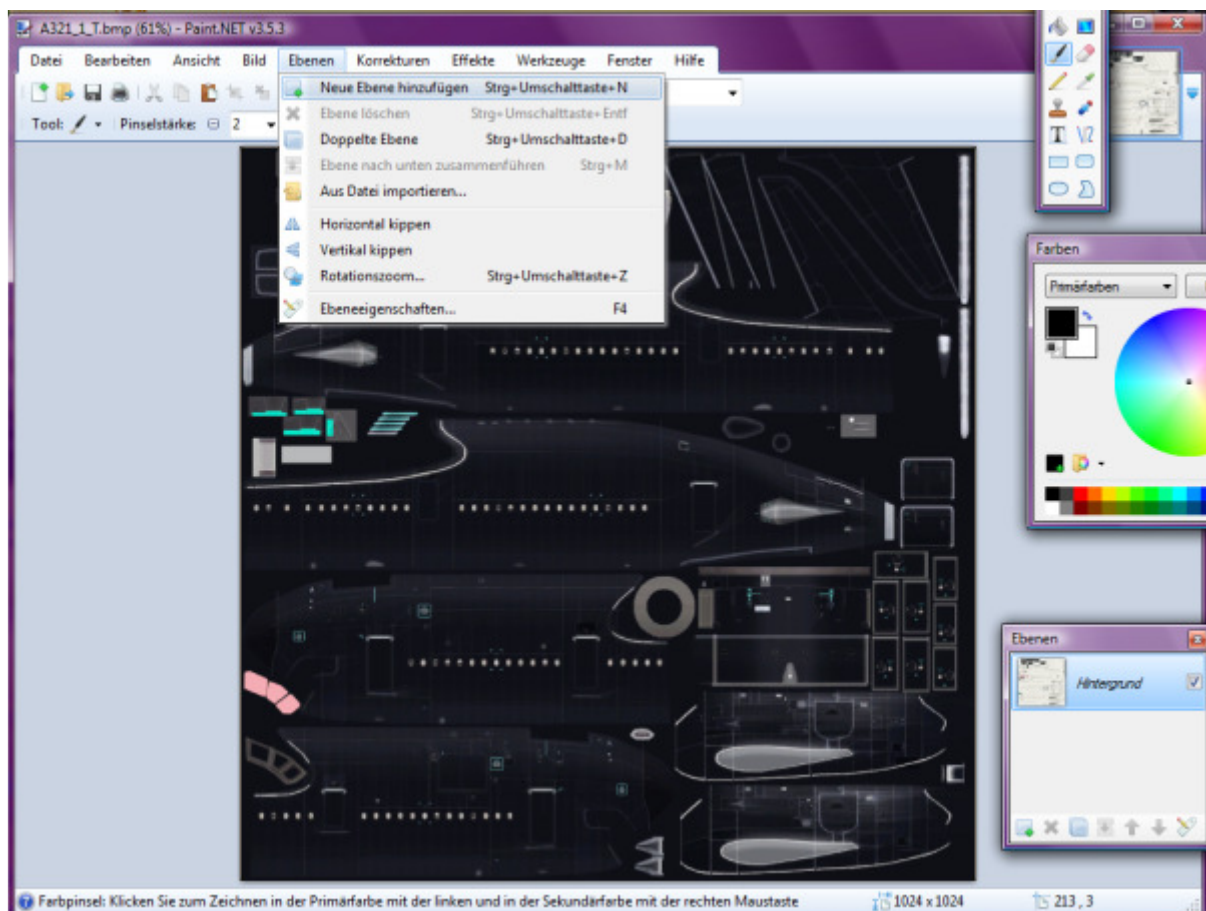 A321_1_T.bmp (61%) - Paint.NET v3.5.3
Datei Bearbeiten Ansicht Bild Ebenen Korrekturen Effekte Werkzeuge Fenster Hilfe
Tool: Pinselstärke: 2
Neue Ebene hinzufügen Strg+Umschalttaste+N
Ebene löschen Strg+Umschalttaste+Entf
Doppelte Ebene Strg+Umschalttaste+D
Ebene nach unten zusammenführen Strg+M
Aus Datei importieren...
Horizontal kippen
Vertikal kippen
Rotationszoom... Strg+Umschalttaste+Z
Ebeneeigenschaften... F4
Farben
Primärfarben
Ebenen
Hintergrund
Farbpinsel: Klicken Sie zum Zeichnen in der Primärfarbe mit der linken und in der Sekundärfarbe mit der rechten Maustaste 1024 x 1024 213, 3